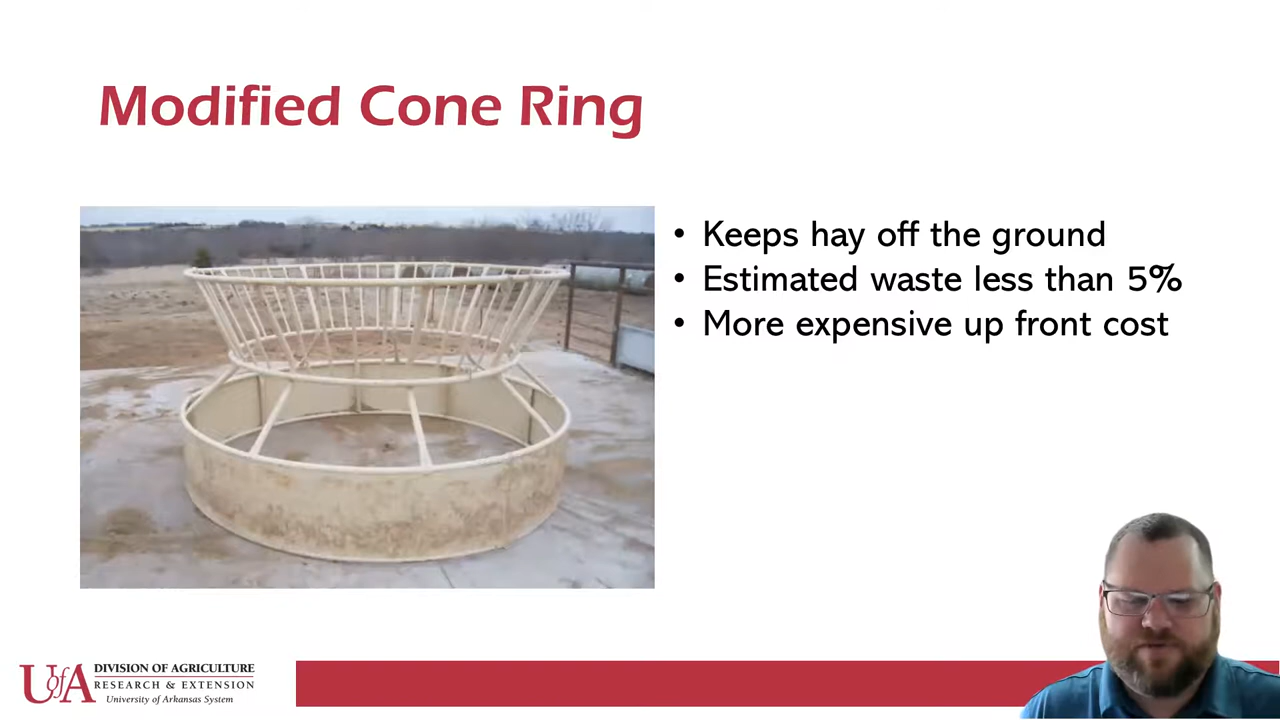 Modified Cone Ring
• Keeps hay off the ground
• Estimated waste less than 5%
• More expensive up front cost
UofA DIVISION OF AGRICULTURE
RESEARCH & EXTENSION
University of Arkansas System